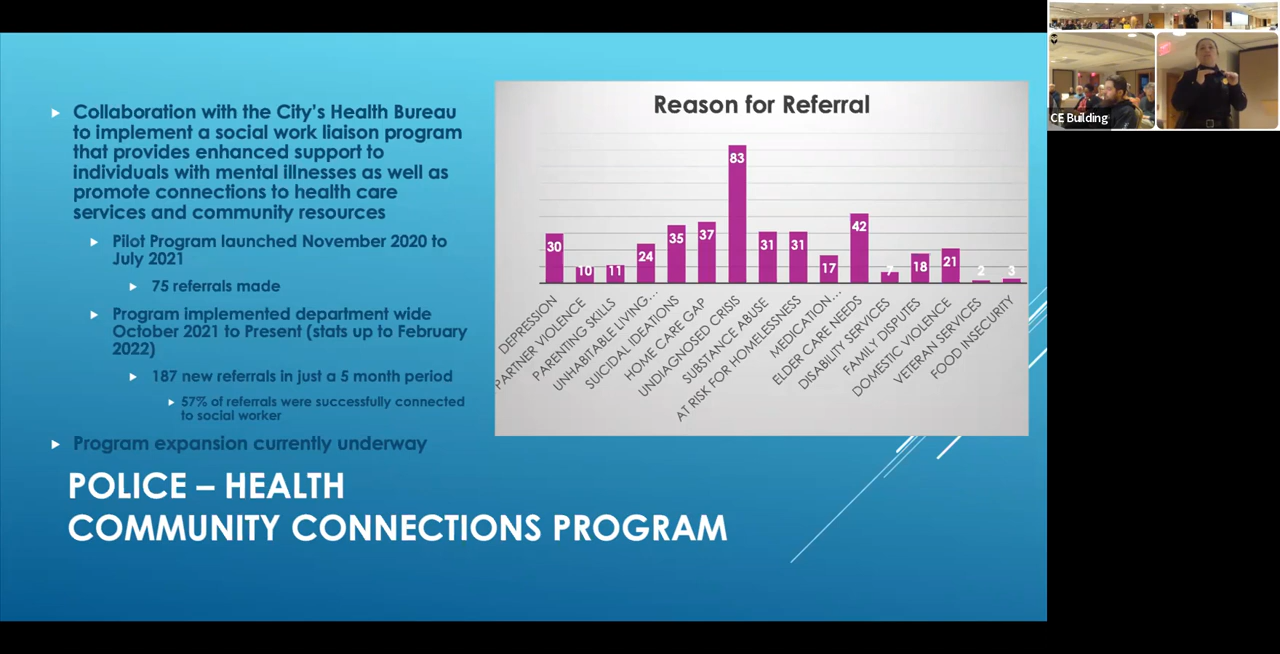 Collaboration with the City's Health Bureau
to implement a social work liaison program
that provides enhanced support to
individuals with mental illnesses as well as
promote connections to health care
services and community resources
Pilot Program launched November 2020 to
July 2021
75 referrals made
Program implemented department wide
October 2021 to Present (stats up to February
2022)
187 new referrals in just a 5 month period
57% of referrals were successfully connected
to social worker
Program expansion currently underway
POLICE – HEALTH
COMMUNITY CONNECTIONS PROGRAM
Reason for Referral
30
10
11
24
35
37
83
31
31
17
42
7
18
21
2
3
DEPRESSION
PARTNER VIOLENCE
PARENTING SKILLS
UNHABITABLE LIVING...
SUICIDAL IDEATIONS
HOME CARE GAP
UNDIAGNOSED CRISIS
SUBSTANCE ABUSE
AT RISK FOR HOMELESSNESS
MEDICATION...
ELDER CARE NEEDS
DISABILITY SERVICES
FAMILY DISPUTES
DOMESTIC VIOLENCE
VETERAN SERVICES
FOOD INSECURITY
CE Building